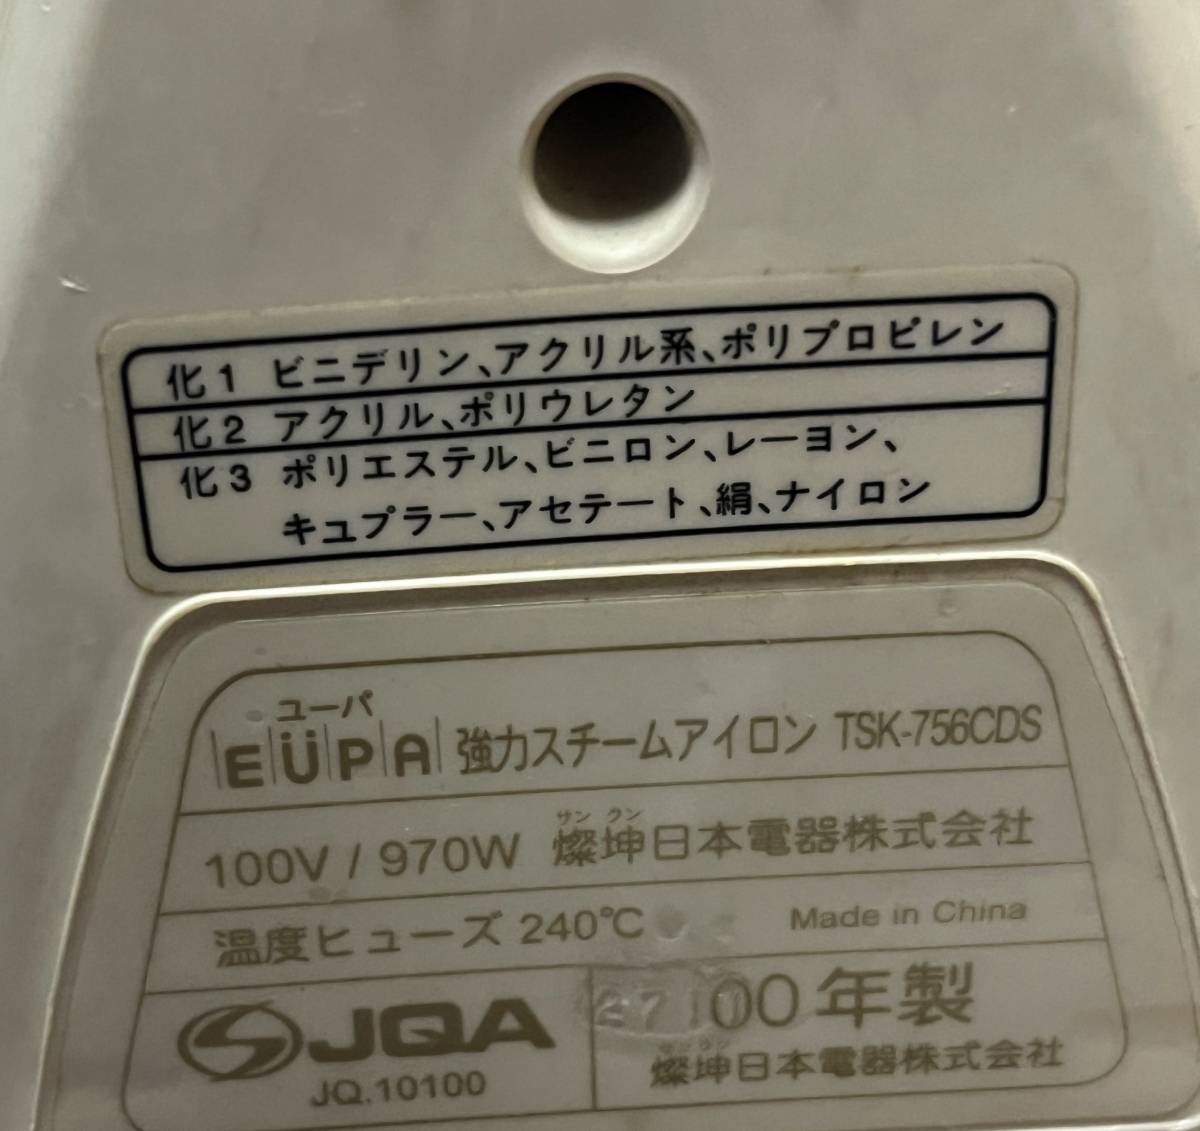 化1 ビニデリン、アクリル系、ポリプロピレン
化2 アクリル、ポリウレタン
化3 ポリエステル、ビニロン、レーヨン、
キュプラー、アセテート、絹、ナイロン
ユーパ
EÜPA 強力スチームアイロン TSK-756CDS
サン クン
100V / 970W 燦坤日本電器株式会社
温度ヒューズ 240℃ Made in China
JQA 00年製
JQ.10100 燦坤日本電器株式会社